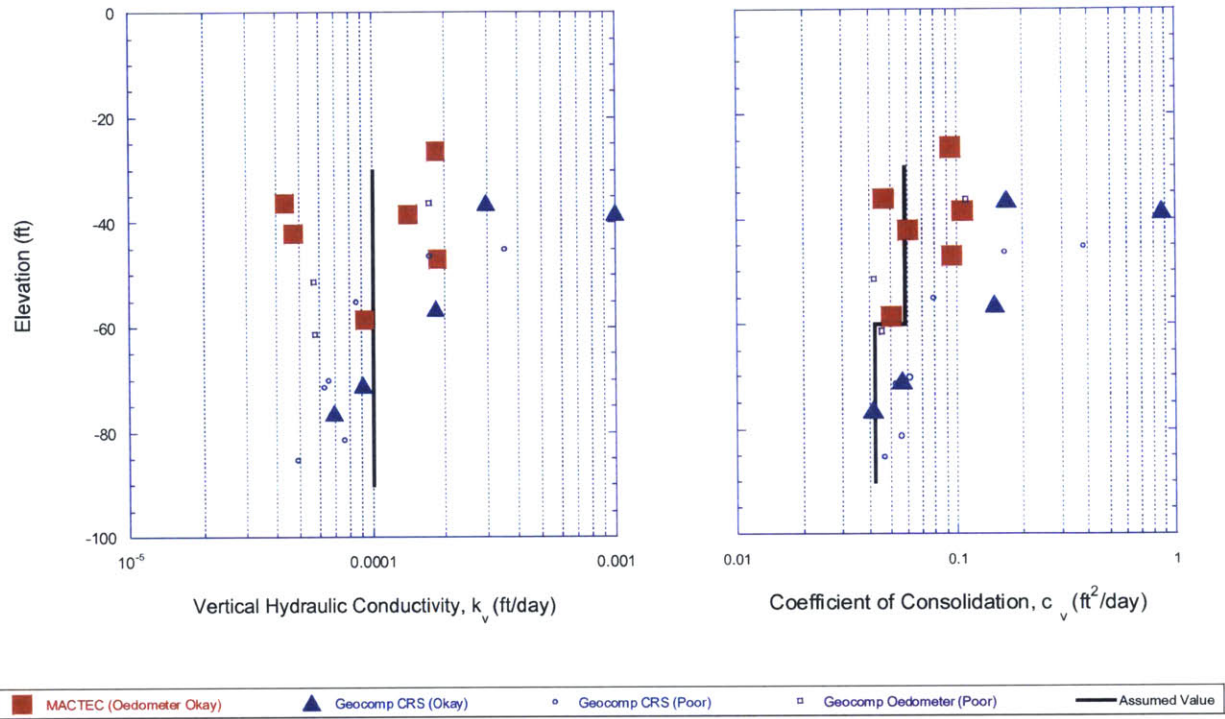 0
-20
-40
-60
-80
-100
Elevation (ft)
10⁻⁵ 0.0001 0.001
Vertical Hydraulic Conductivity, kᵥ (ft/day)
0.01 0.1 1
Coefficient of Consolidation, c ᵥ (ft²/day)
MACTEC (Oedometer Okay) Geocomp CRS (Okay) Geocomp CRS (Poor) Geocomp Oedometer (Poor) Assumed Value